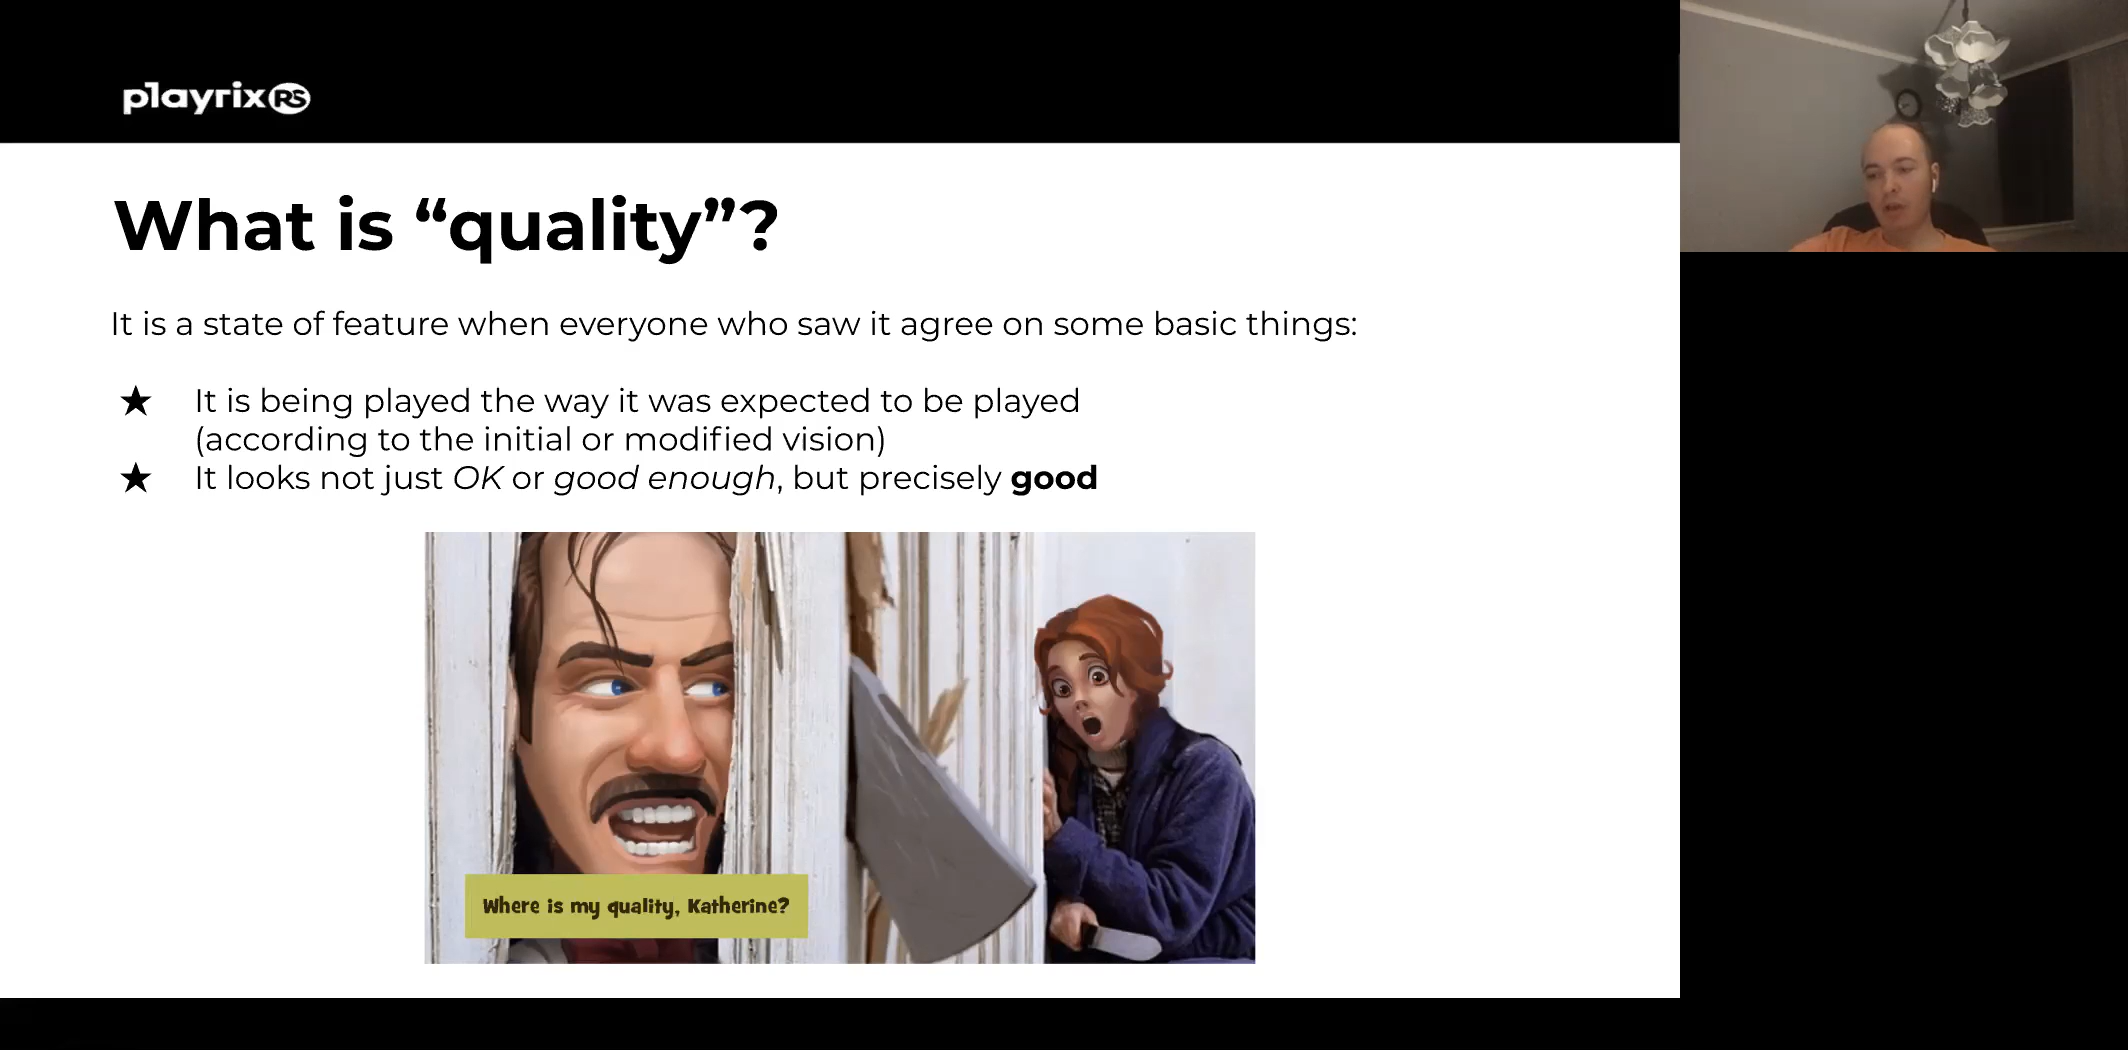 playrix RS
What is “quality”?
It is a state of feature when everyone who saw it agree on some basic things:
★ It is being played the way it was expected to be played
(according to the initial or modified vision)
★ It looks not just OK or good enough, but precisely good
Where is my quality, Katherine?